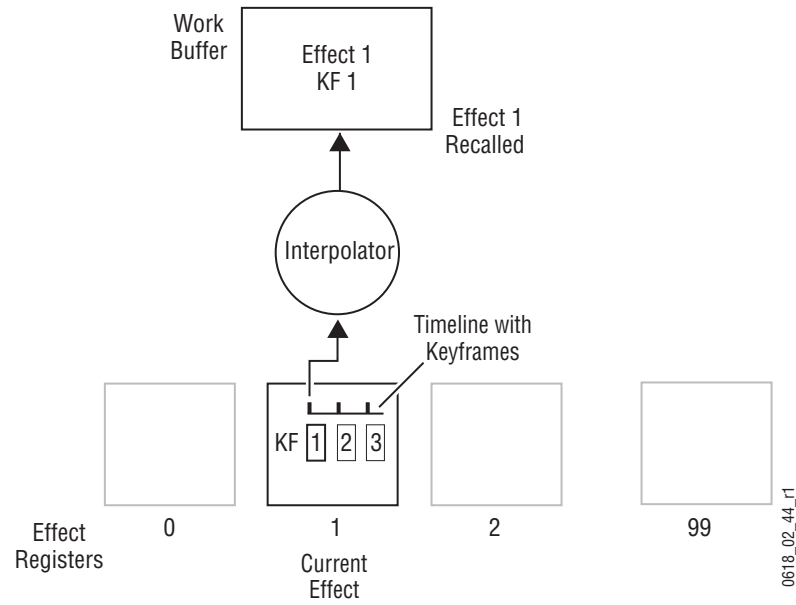 Work
Buffer
Effect 1
KF 1
Effect 1
Recalled
Interpolator
Timeline with
Keyframes
KF 1 2 3
Effect
Registers
0
1
2
99
Current
Effect
0618_02_44_r1